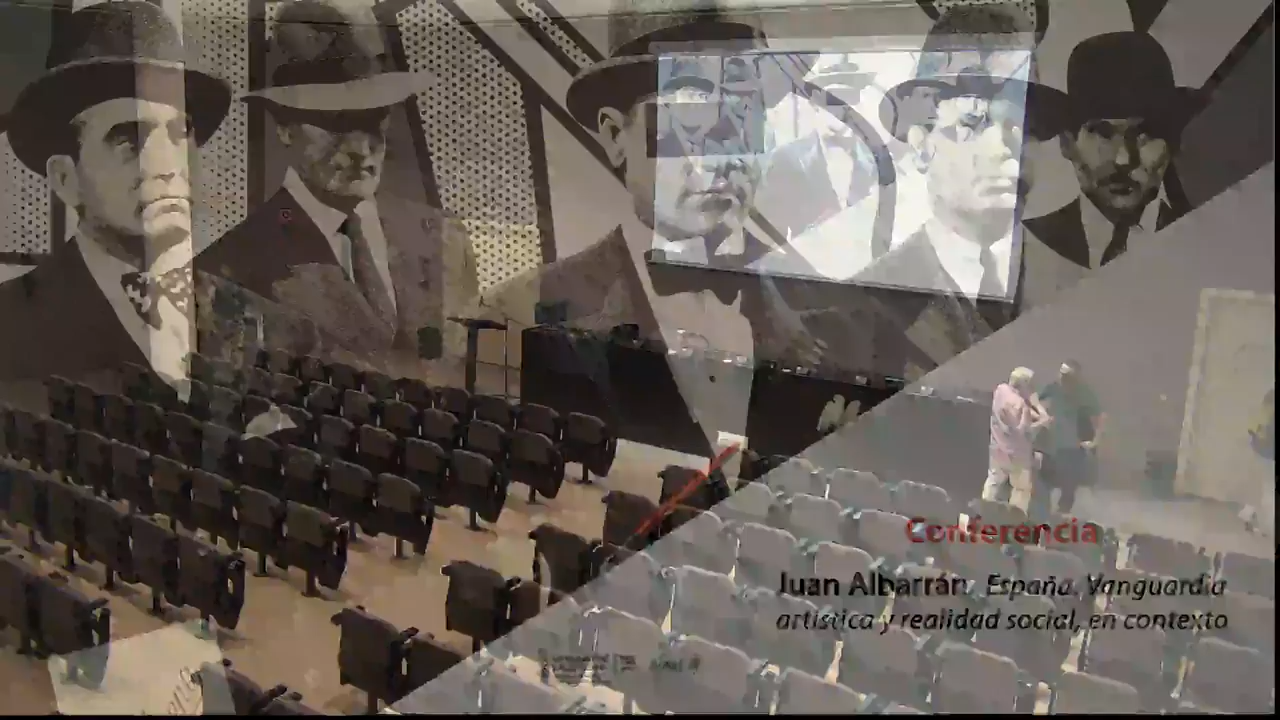 Conferencia
Juan Albarrán. España. Vanguardia
artística y realidad social, en contexto